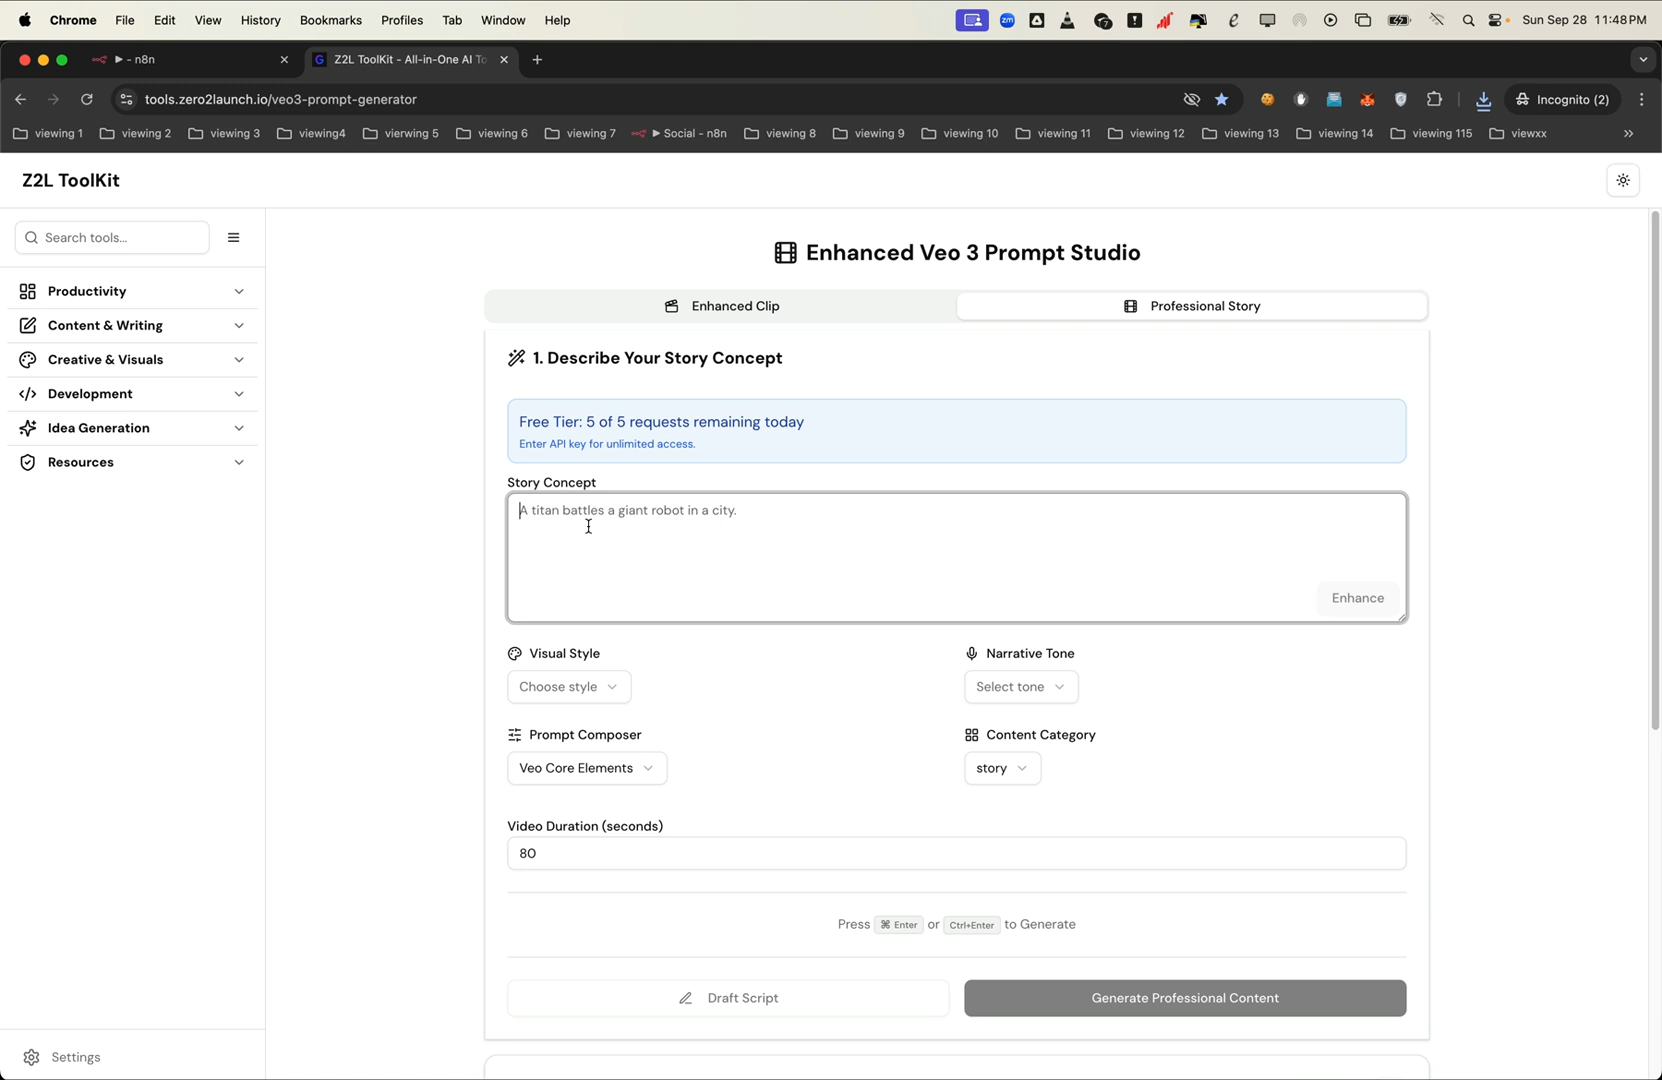 Chrome File Edit View History Bookmarks Profiles Tab Window Help Sun Sep 28 11:48 PM
- n8n
Z2L ToolKit - All-in-One AI To
tools.zero2launch.io/veo3-prompt-generator
Incognito (2)
viewing 1 viewing 2 viewing 3 viewing4 vierwing 5 viewing 6 viewing 7 Social - n8n viewing 8 viewing 9 viewing 10 viewing 11 viewing 12 viewing 13 viewing 14 viewing 115 viewxx
Z2L ToolKit
Search tools...
Productivity
Content & Writing
Creative & Visuals
Development
Idea Generation
Resources
Settings
Enhanced Veo 3 Prompt Studio
Enhanced Clip
Professional Story
1. Describe Your Story Concept
Free Tier: 5 of 5 requests remaining today
Enter API key for unlimited access.
Story Concept
A titan battles a giant robot in a city.
Enhance
Visual Style
Choose style
Narrative Tone
Select tone
Prompt Composer
Veo Core Elements
Content Category
story
Video Duration (seconds)
80
Press ⌘ Enter or Ctrl+Enter to Generate
Draft Script
Generate Professional Content